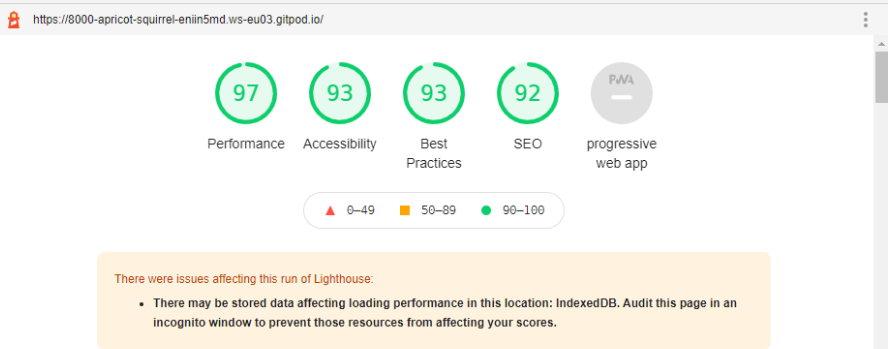 https://8000-apricot-squirrel-eniin5md.ws-eu03.gitpod.io/
97 93 93 92 PWA
Performance Accessibility Best Practices SEO progressive web app
0–49 50–89 90–100
There were issues affecting this run of Lighthouse:
• There may be stored data affecting loading performance in this location: IndexedDB. Audit this page in an
incognito window to prevent those resources from affecting your scores.